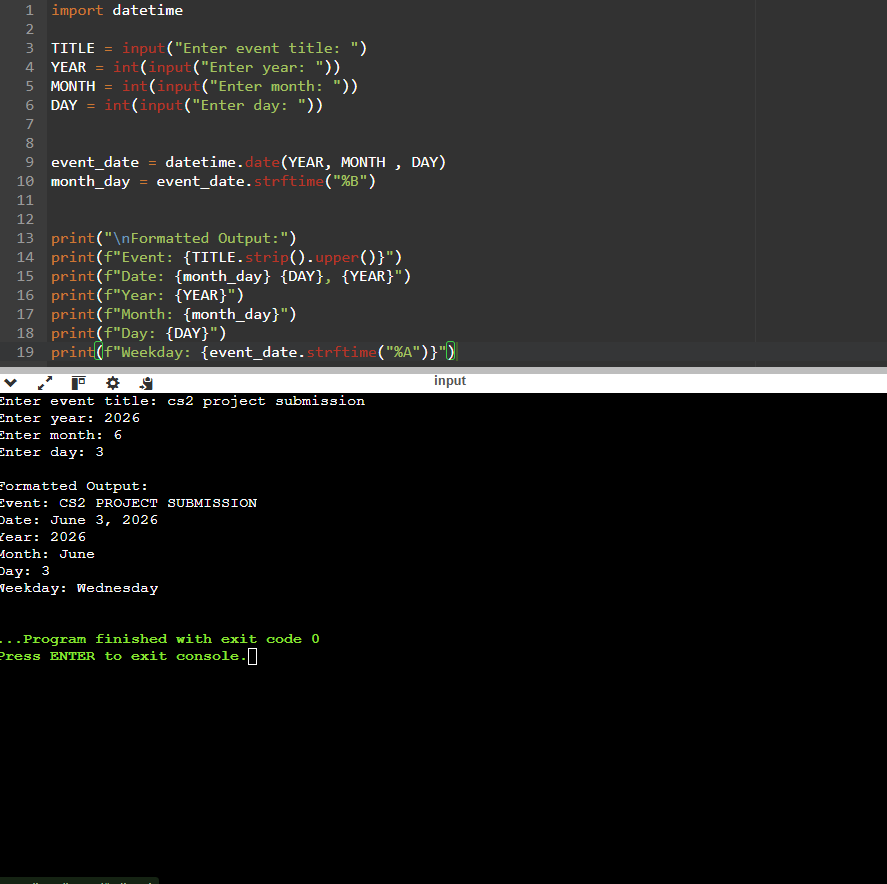 1 import datetime
2
3 TITLE = input("Enter event title: ")
4 YEAR = int(input("Enter year: "))
5 MONTH = int(input("Enter month: "))
6 DAY = int(input("Enter day: "))
7
8
9 event_date = datetime.date(YEAR, MONTH , DAY)
10 month_day = event_date.strftime("%B")
11
12
13 print("\nFormatted Output:")
14 print(f"Event: {TITLE.strip().upper()}")
15 print(f"Date: {month_day} {DAY}, {YEAR}")
16 print(f"Year: {YEAR}")
17 print(f"Month: {month_day}")
18 print(f"Day: {DAY}")
19 print(f"Weekday: {event_date.strftime("%A")}")
input
Enter event title: cs2 project submission
Enter year: 2026
Enter month: 6
Enter day: 3
Formatted Output:
Event: CS2 PROJECT SUBMISSION
Date: June 3, 2026
Year: 2026
Month: June
Day: 3
Weekday: Wednesday
...Program finished with exit code 0
Press ENTER to exit console.